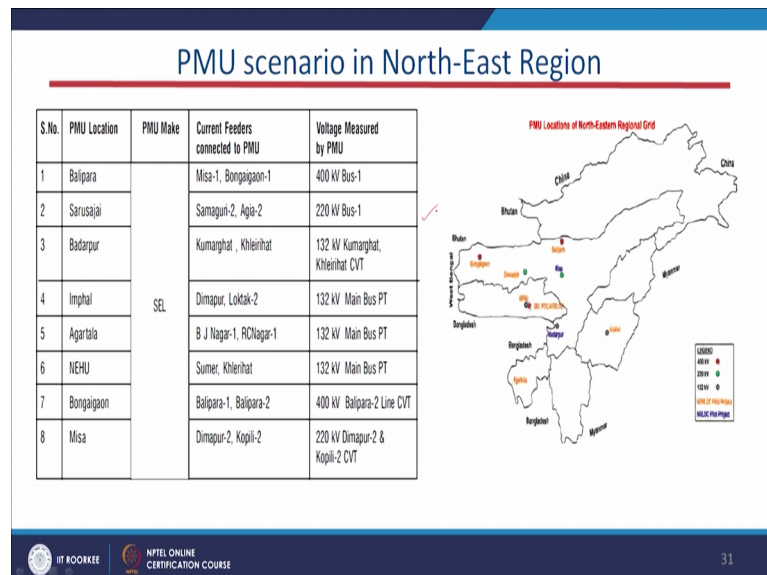 PMU scenario in North-East Region
S.No. PMU Location PMU Make Current Feeders connected to PMU Voltage Measured by PMU
1 Balipara Misa-1, Bongaigaon-1 400 kV Bus-1
2 Sarusajai Samaguri-2, Agia-2 220 kV Bus-1
3 Badarpur Kumarghat , Khleirihat 132 kV Kumarghat,
Khleirihat CVT
4 Imphal Dimapur, Loktak-2 132 kV Main Bus PT
SEL
5 Agartala B J Nagar-1, RCNagar-1 132 kV Main Bus PT
6 NEHU Sumer, Khlerihat 132 kV Main Bus PT
7 Bongaigaon Balipara-1, Balipara-2 400 kV Balipara-2 Line CVT
8 Misa Dimapur-2, Kopili-2 220 kV Dimapur-2 &
Kopili-2 CVT
PMU Locations of North-Eastern Regional Grid
China
China
Bhutan
Bhutan
Balipara
West Bengal
Myanmar
Bangladesh
Bangladesh
Agartala
Bangladesh
Myanmar
LEGEND
400 kV
220 kV
132 kV
IIT ROORKEE
NPTEL ONLINE
CERTIFICATION COURSE
31